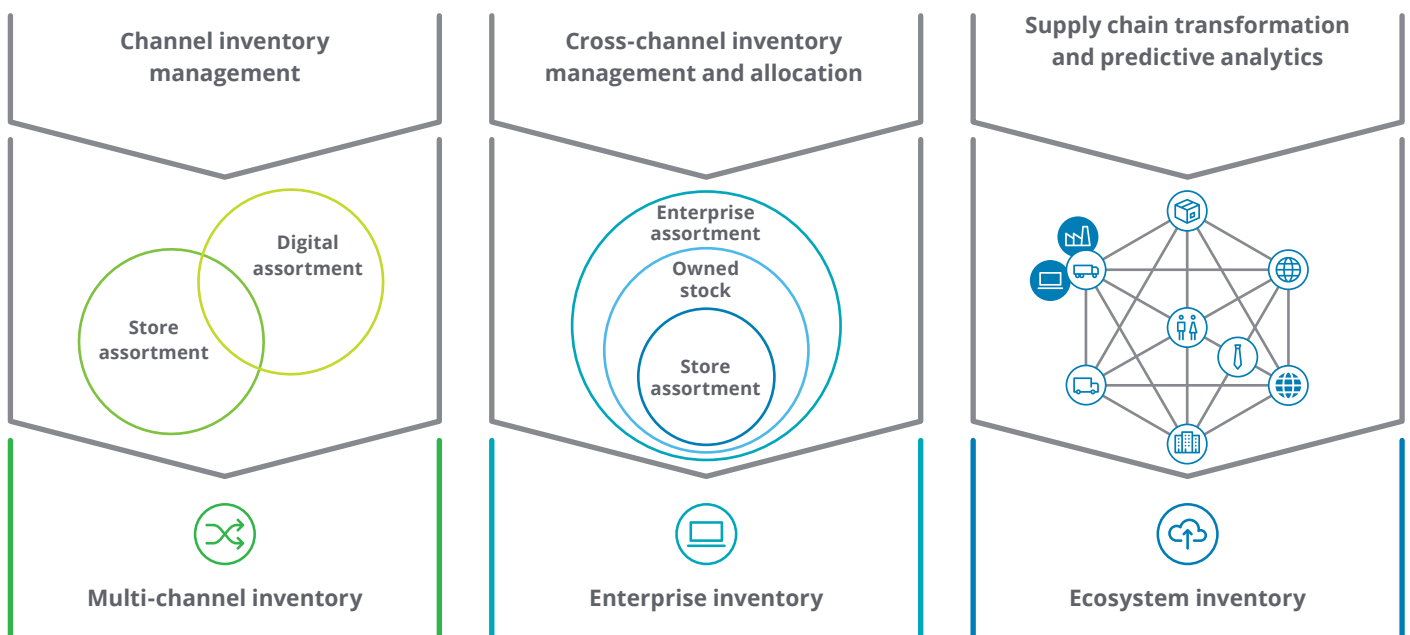 Channel inventory
management
Digital
assortment
Store
assortment
Multi-channel inventory
Cross-channel inventory
management and allocation
Enterprise
assortment
Owned
stock
Store
assortment
Enterprise inventory
Supply chain transformation
and predictive analytics
Ecosystem inventory